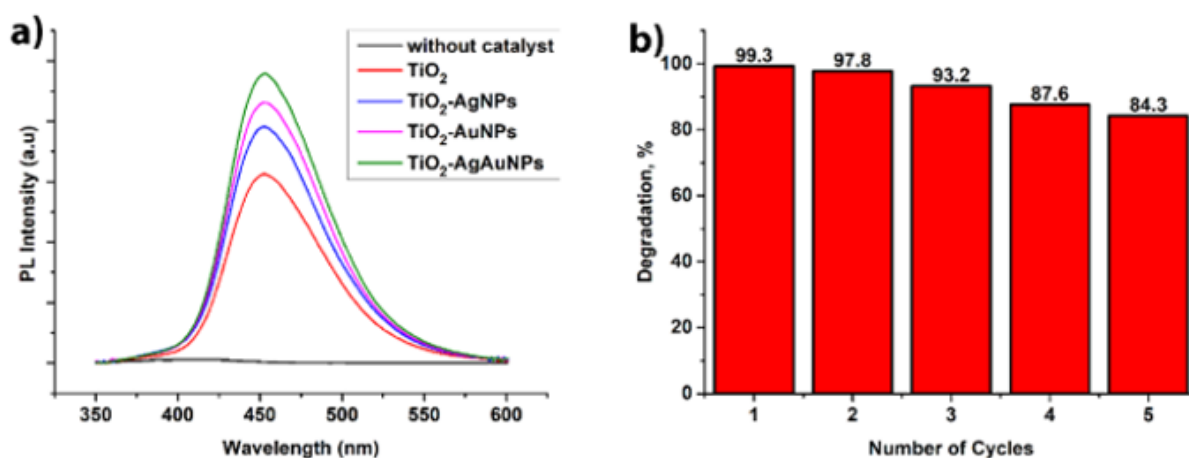 a)
without catalyst
TiO₂
TiO₂-AgNPs
TiO₂-AuNPs
TiO₂-AgAuNPs
PL Intensity (a.u)
350 400 450 500 550 600
Wavelength (nm)
b)
99.3 97.8 93.2 87.6 84.3
100
80
60
40
20
0
Degradation, %
1 2 3 4 5
Number of Cycles